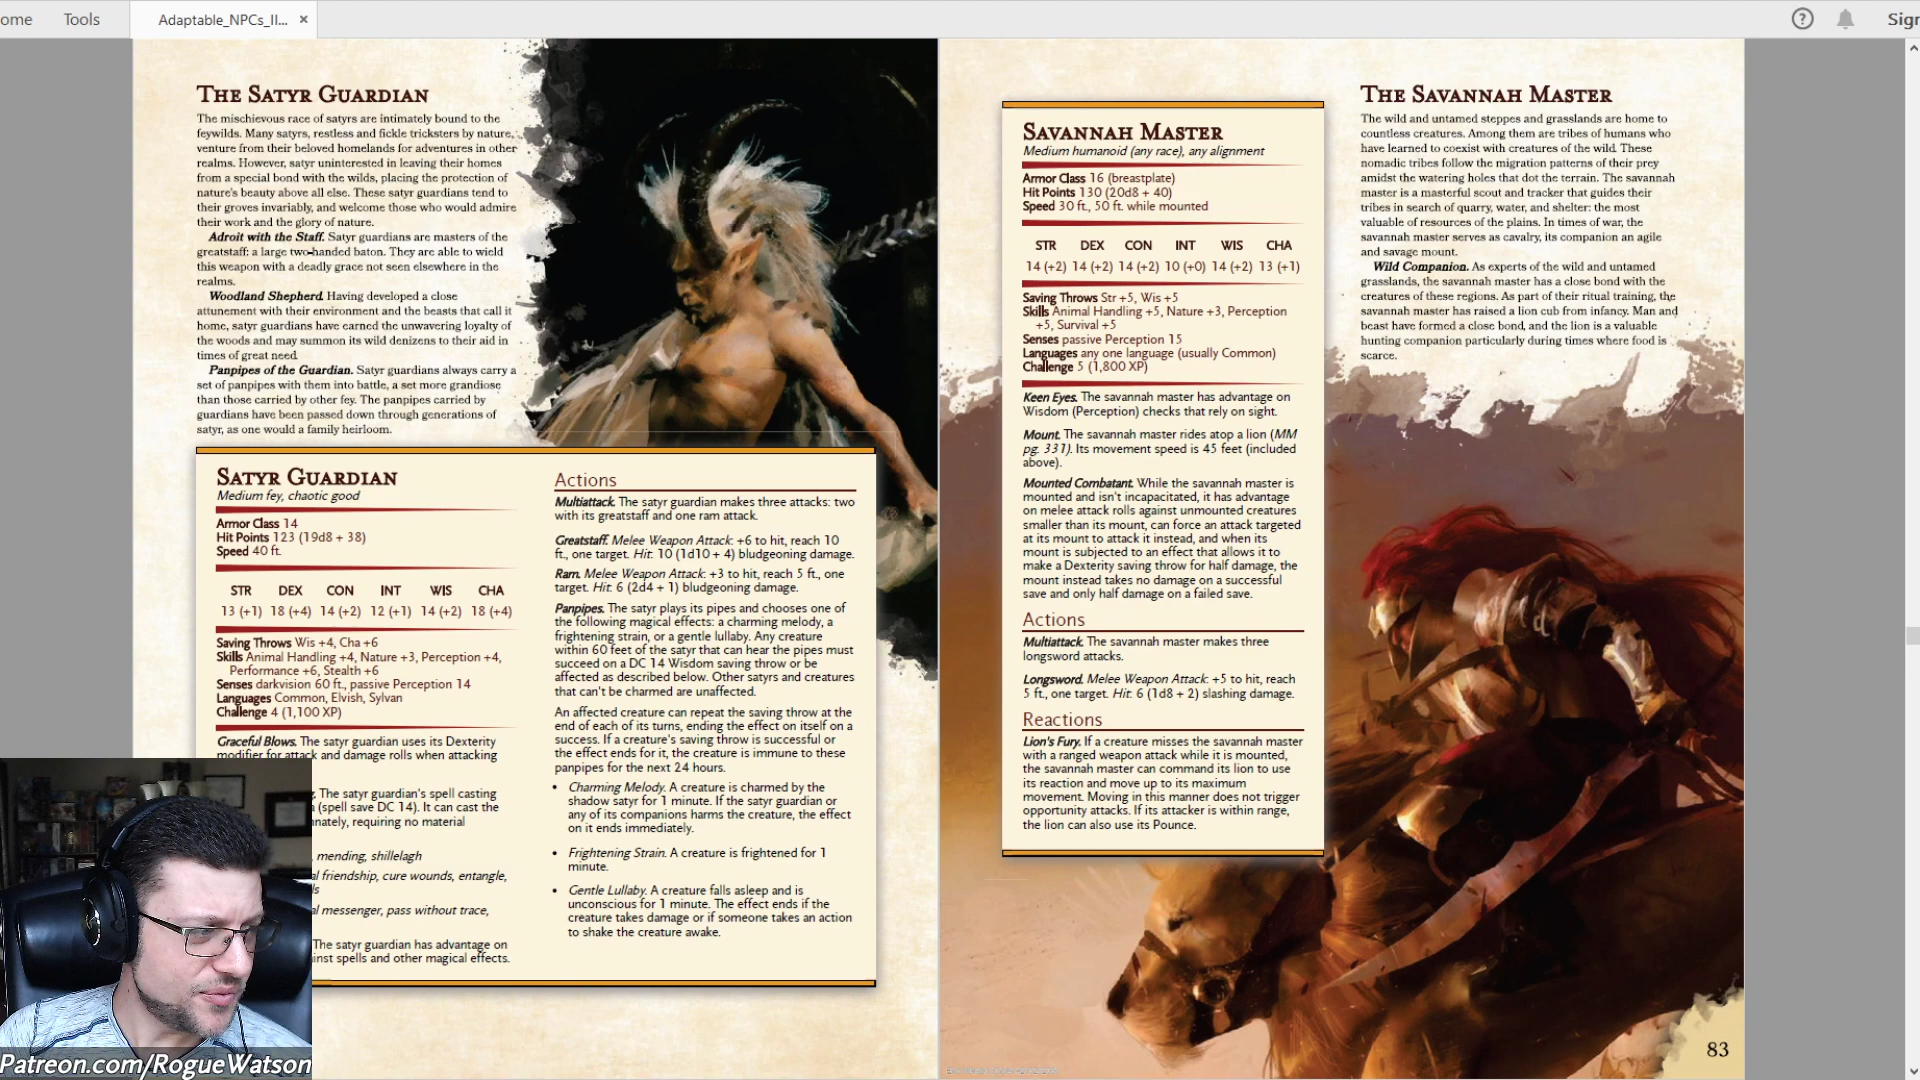 ome
Tools
Adaptable_NPCs_II...
Sign
The Satyr Guardian
The mischievous race of satyrs are intimately bound to the
feywilds. Many satyrs, restless and fickle tricksters by nature,
venture from their beloved homelands for adventures in other
realms. However, satyr uninterested in leaving their homes
from a special bond with the wilds, placing the protection of
nature's beauty above all else. These satyr guardians tend to
their groves invariably, and welcome those who would admire
their work and the glory of nature.
Adroit with the Staff. Satyr guardians are masters of the
greatstaff: a large two-handed baton. They are able to wield
this weapon with a deadly grace not seen elsewhere in the
realms.
Woodland Shepherd. Having developed a close
attunement with their environment and the beasts that call it
home, satyr guardians have earned the unwavering loyalty of
the woods and may summon its wild denizens to their aid in
times of great need.
Panpipes of the Guardian. Satyr guardians always carry a
set of panpipes with them into battle, a set more grandiose
than those carried by other fey. The panpipes carried by
guardians have been passed down through generations of
satyr, as one would a family heirloom.
Satyr Guardian
Medium fey, chaotic good
Armor Class 14
Hit Points 123 (19d8 + 38)
Speed 40 ft.
STR DEX CON INT WIS CHA
13 (+1) 18 (+4) 14 (+2) 12 (+1) 14 (+2) 18 (+4)
Saving Throws Wis +4, Cha +6
Skills Animal Handling +4, Nature +3, Perception +4,
Performance +6, Stealth +6
Senses darkvision 60 ft., passive Perception 14
Languages Common, Elvish, Sylvan
Challenge 4 (1,100 XP)
Graceful Blows. The satyr guardian uses its Dexterity
modifier for attack and damage rolls when attacking
The satyr guardian's spell casting
(spell save DC 14). It can cast the
nately, requiring no material
, mending, shillelagh
al friendship, cure wounds, entangle,
s
al messenger, pass without trace,
The satyr guardian has advantage on
inst spells and other magical effects.
Actions
Multiattack. The satyr guardian makes three attacks: two
with its greatstaff and one ram attack.
Greatstaff. Melee Weapon Attack: +6 to hit, reach 10
ft., one target. Hit: 10 (1d10 + 4) bludgeoning damage.
Ram. Melee Weapon Attack: +3 to hit, reach 5 ft., one
target. Hit: 6 (2d4 + 1) bludgeoning damage.
Panpipes. The satyr plays its pipes and chooses one of
the following magical effects: a charming melody, a
frightening strain, or a gentle lullaby. Any creature
within 60 feet of the satyr that can hear the pipes must
succeed on a DC 14 Wisdom saving throw or be
affected as described below. Other satyrs and creatures
that can't be charmed are unaffected.
An affected creature can repeat the saving throw at the
end of each of its turns, ending the effect on itself on a
success. If a creature's saving throw is successful or
the effect ends for it, the creature is immune to these
panpipes for the next 24 hours.
• Charming Melody. A creature is charmed by the
shadow satyr for 1 minute. If the satyr guardian or
any of its companions harms the creature, the effect
on it ends immediately.
• Frightening Strain. A creature is frightened for 1
minute.
• Gentle Lullaby. A creature falls asleep and is
unconscious for 1 minute. The effect ends if the
creature takes damage or if someone takes an action
to shake the creature awake.
Savannah Master
Medium humanoid (any race), any alignment
Armor Class 16 (breastplate)
Hit Points 130 (20d8 + 40)
Speed 30 ft., 50 ft. while mounted
STR DEX CON INT WIS CHA
14 (+2) 14 (+2) 14 (+2) 10 (+0) 14 (+2) 13 (+1)
Saving Throws Str +5, Wis +5
Skills Animal Handling +5, Nature +3, Perception
+5, Survival +5
Senses passive Perception 15
Languages any one language (usually Common)
Challenge 5 (1,800 XP)
Keen Eyes. The savannah master has advantage on
Wisdom (Perception) checks that rely on sight.
Mount. The savannah master rides atop a lion (MM
pg. 331). Its movement speed is 45 feet (included
above).
Mounted Combatant. While the savannah master is
mounted and isn't incapacitated, it has advantage
on melee attack rolls against unmounted creatures
smaller than its mount, can force an attack targeted
at its mount to attack it instead, and when its
mount is subjected to an effect that allows it to
make a Dexterity saving throw for half damage, the
mount instead takes no damage on a successful
save and only half damage on a failed save.
Actions
Multiattack. The savannah master makes three
longsword attacks.
Longsword. Melee Weapon Attack: +5 to hit, reach
5 ft., one target. Hit: 6 (1d8 + 2) slashing damage.
Reactions
Lion's Fury. If a creature misses the savannah master
with a ranged weapon attack while it is mounted,
the savannah master can command its lion to use
its reaction and move up to its maximum
movement. Moving in this manner does not trigger
opportunity attacks. If its attacker is within range,
the lion can also use its Pounce.
The Savannah Master
The wild and untamed steppes and grasslands are home to
countless creatures. Among them are tribes of humans who
have learned to coexist with creatures of the wild. These
nomadic tribes follow the migration patterns of their prey
amidst the watering holes that dot the terrain. The savannah
master is a masterful scout and tracker that guides their
tribes in search of quarry, water, and shelter: the most
valuable of resources of the plains. In times of war, the
savannah master serves as cavalry, its companion an agile
and savage mount.
Wild Companion. As experts of the wild and untamed
grasslands, the savannah master has a close bond with the
creatures of these regions. As part of their ritual training, the
savannah master has raised a lion cub from infancy. Man and
beast have formed a close bond, and the lion is a valuable
hunting companion particularly during times where food is
scarce.
83
Patreon.com/RogueWatson